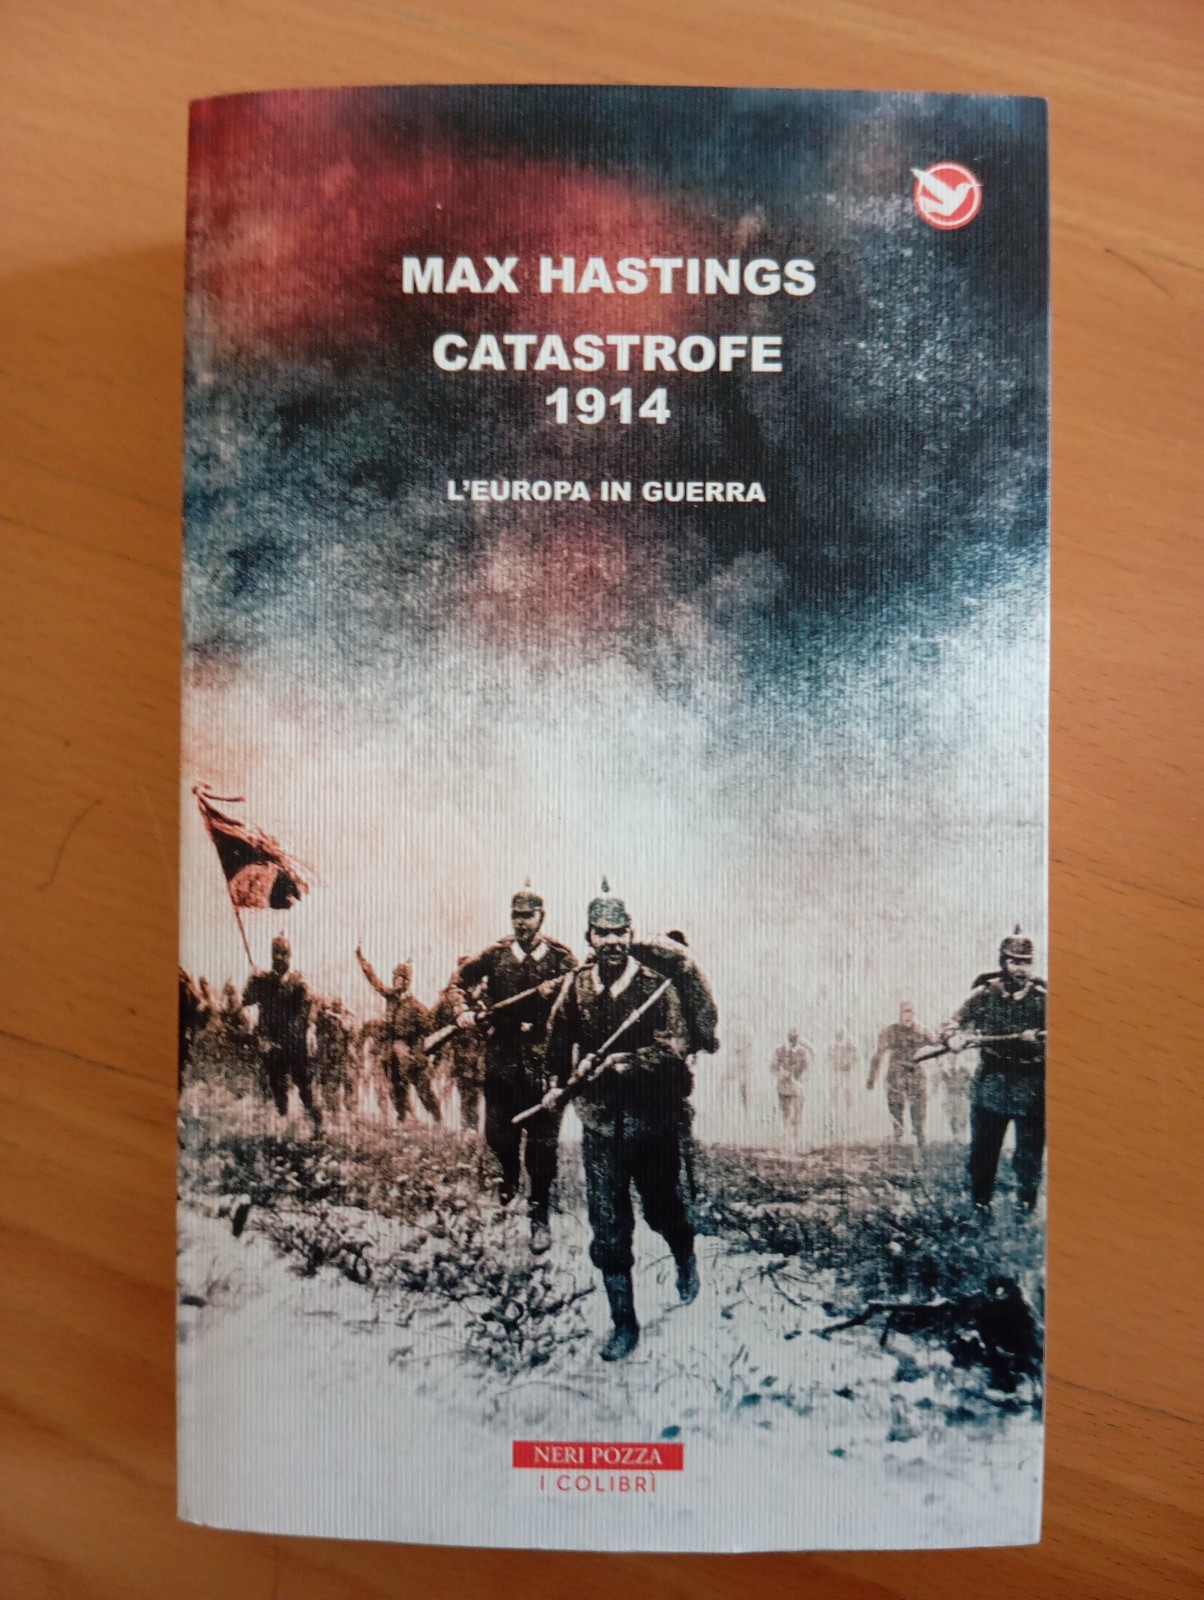 MAX HASTINGS
CATASTROFE
1914
L'EUROPA IN GUERRA
NERI POZZA
I COLIBRÌ